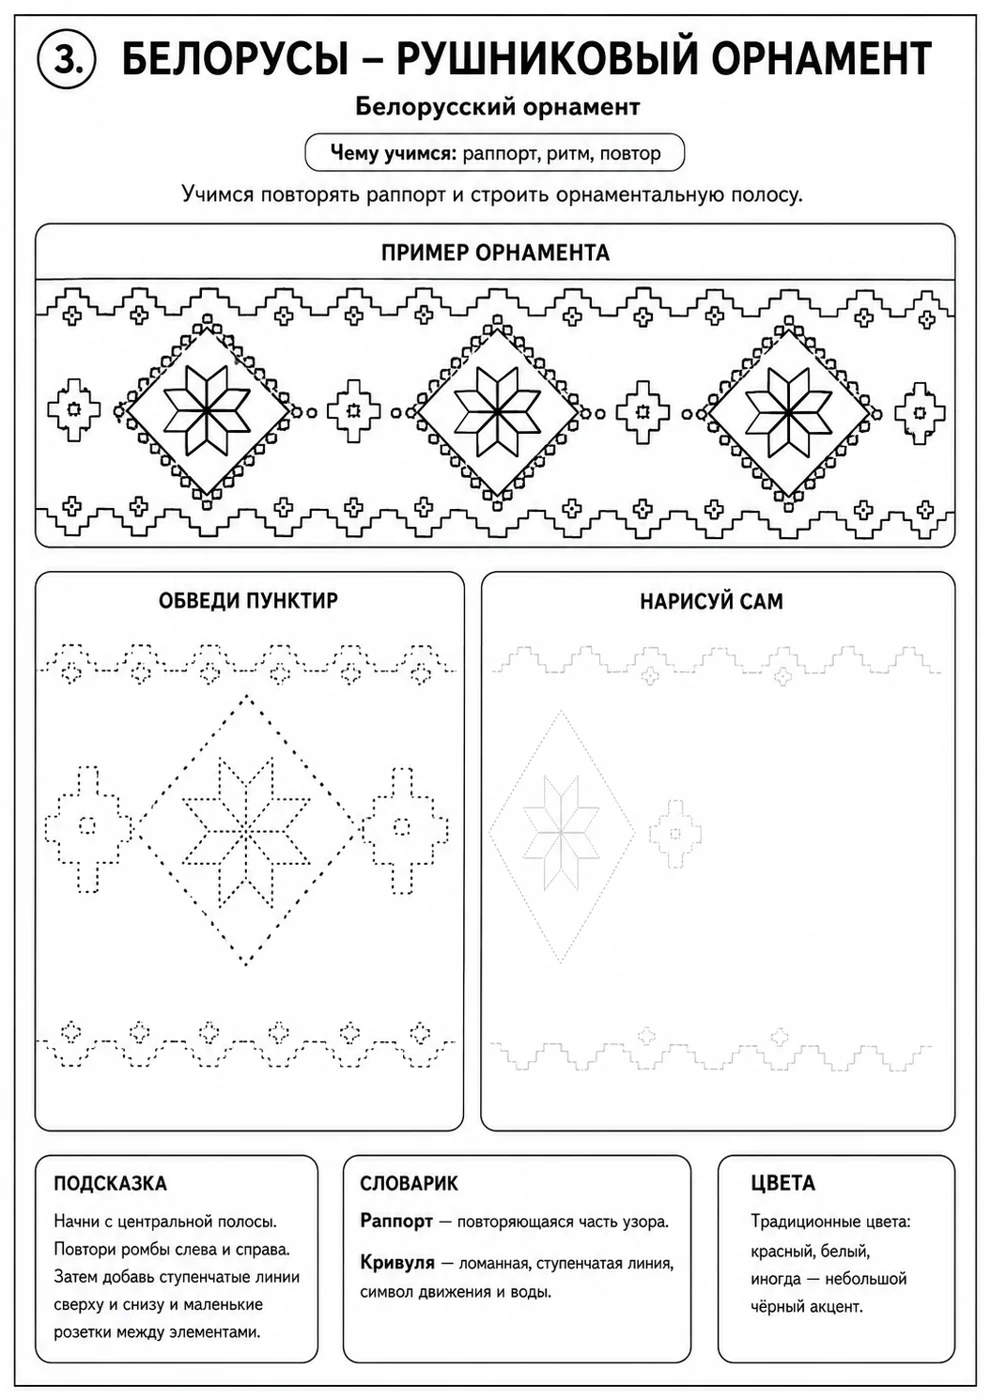 3. БЕЛОРУСЫ – РУШНИКОВЫЙ ОРНАМЕНТ
Белорусский орнамент
Чему учимся: раппорт, ритм, повтор
Учимся повторять раппорт и строить орнаментальную полосу.
ПРИМЕР ОРНАМЕНТА
ОБВЕДИ ПУНКТИР
НАРИСУЙ САМ
ПОДСКАЗКА
Начни с центральной полосы.
Повтори ромбы слева и справа.
Затем добавь ступенчатые линии
сверху и снизу и маленькие
розетки между элементами.
СЛОВАРИК
Раппорт — повторяющаяся часть узора.
Кривуля — ломанная, ступенчатая линия,
символ движения и воды.
ЦВЕТА
Традиционные цвета:
красный, белый,
иногда — небольшой
чёрный акцент.